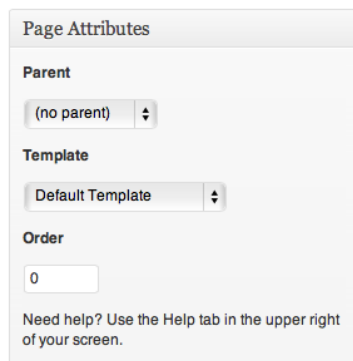 Page Attributes
Parent
(no parent)
Template
Default Template
Order
0
Need help? Use the Help tab in the upper right
of your screen.